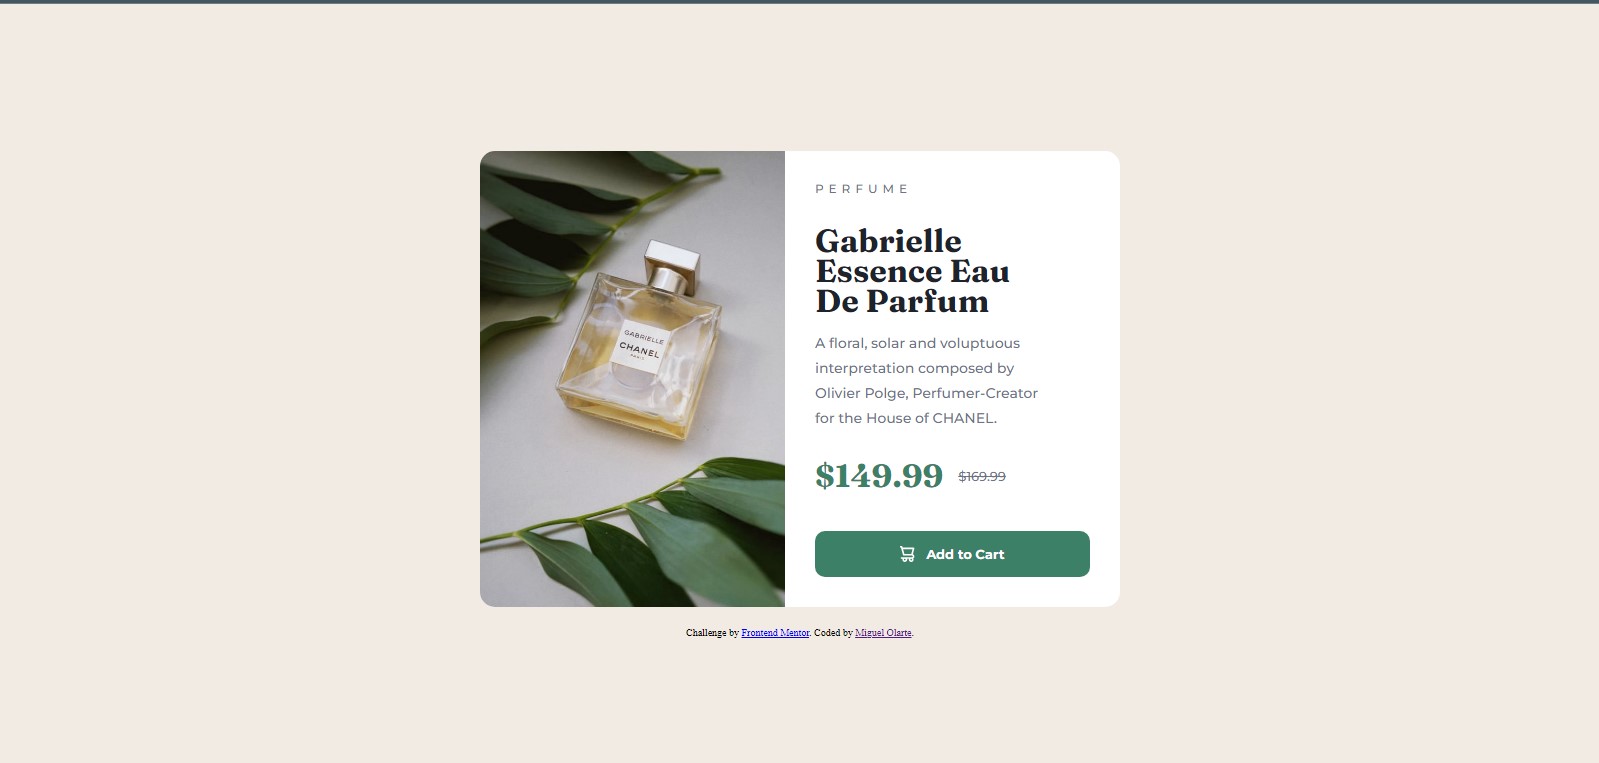 PERFUME
Gabrielle
Essence Eau
De Parfum
A floral, solar and voluptuous
interpretation composed by
Olivier Polge, Perfumer-Creator
for the House of CHANEL.
$149.99 $169.99
Add to Cart
GABRIELLE
CHANEL
PARIS
Challenge by Frontend Mentor. Coded by Miguel Olarte.